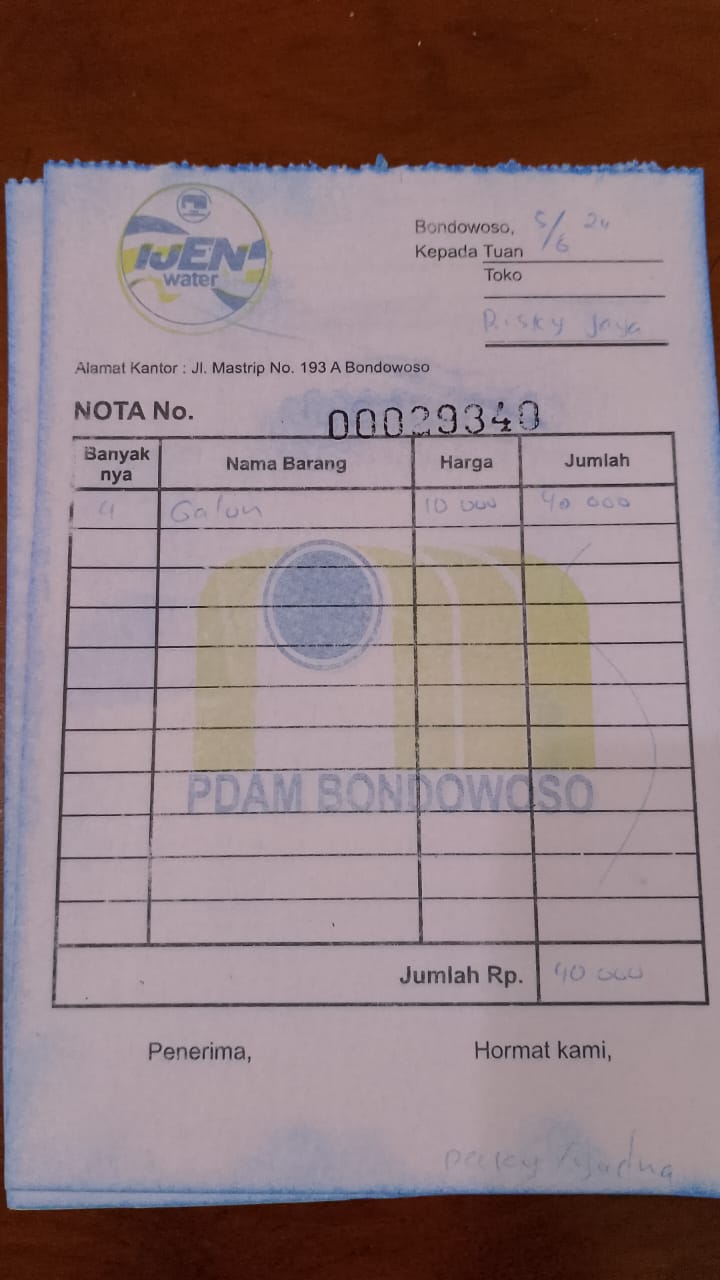 IJEN
water
Bondowoso, 5/6 24
Kepada Tuan
Toko
Risky Jaya
Alamat Kantor : Jl. Mastrip No. 193 A Bondowoso
NOTA No. 00029340
Banyak nya Nama Barang Harga Jumlah
4 Galon 10 000 40 000
PDAM BONDOWOSO
Jumlah Rp. 40 000
Penerima, Hormat kami,